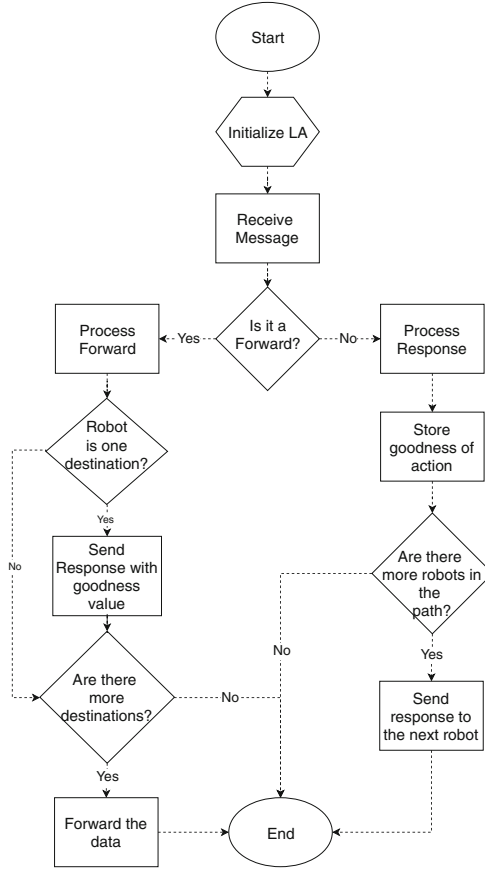 Start
Initialize LA
Receive
Message
Is it a
Forward?
Yes
No
Process
Forward
Process
Response
Robot
is one
destination?
Store
goodness of
action
Yes
No
Send
Response with
goodness
value
Are there
more robots in
the
path?
No
Yes
Are there
more
destinations?
No
Send
response to
the next robot
Yes
Forward the
data
End